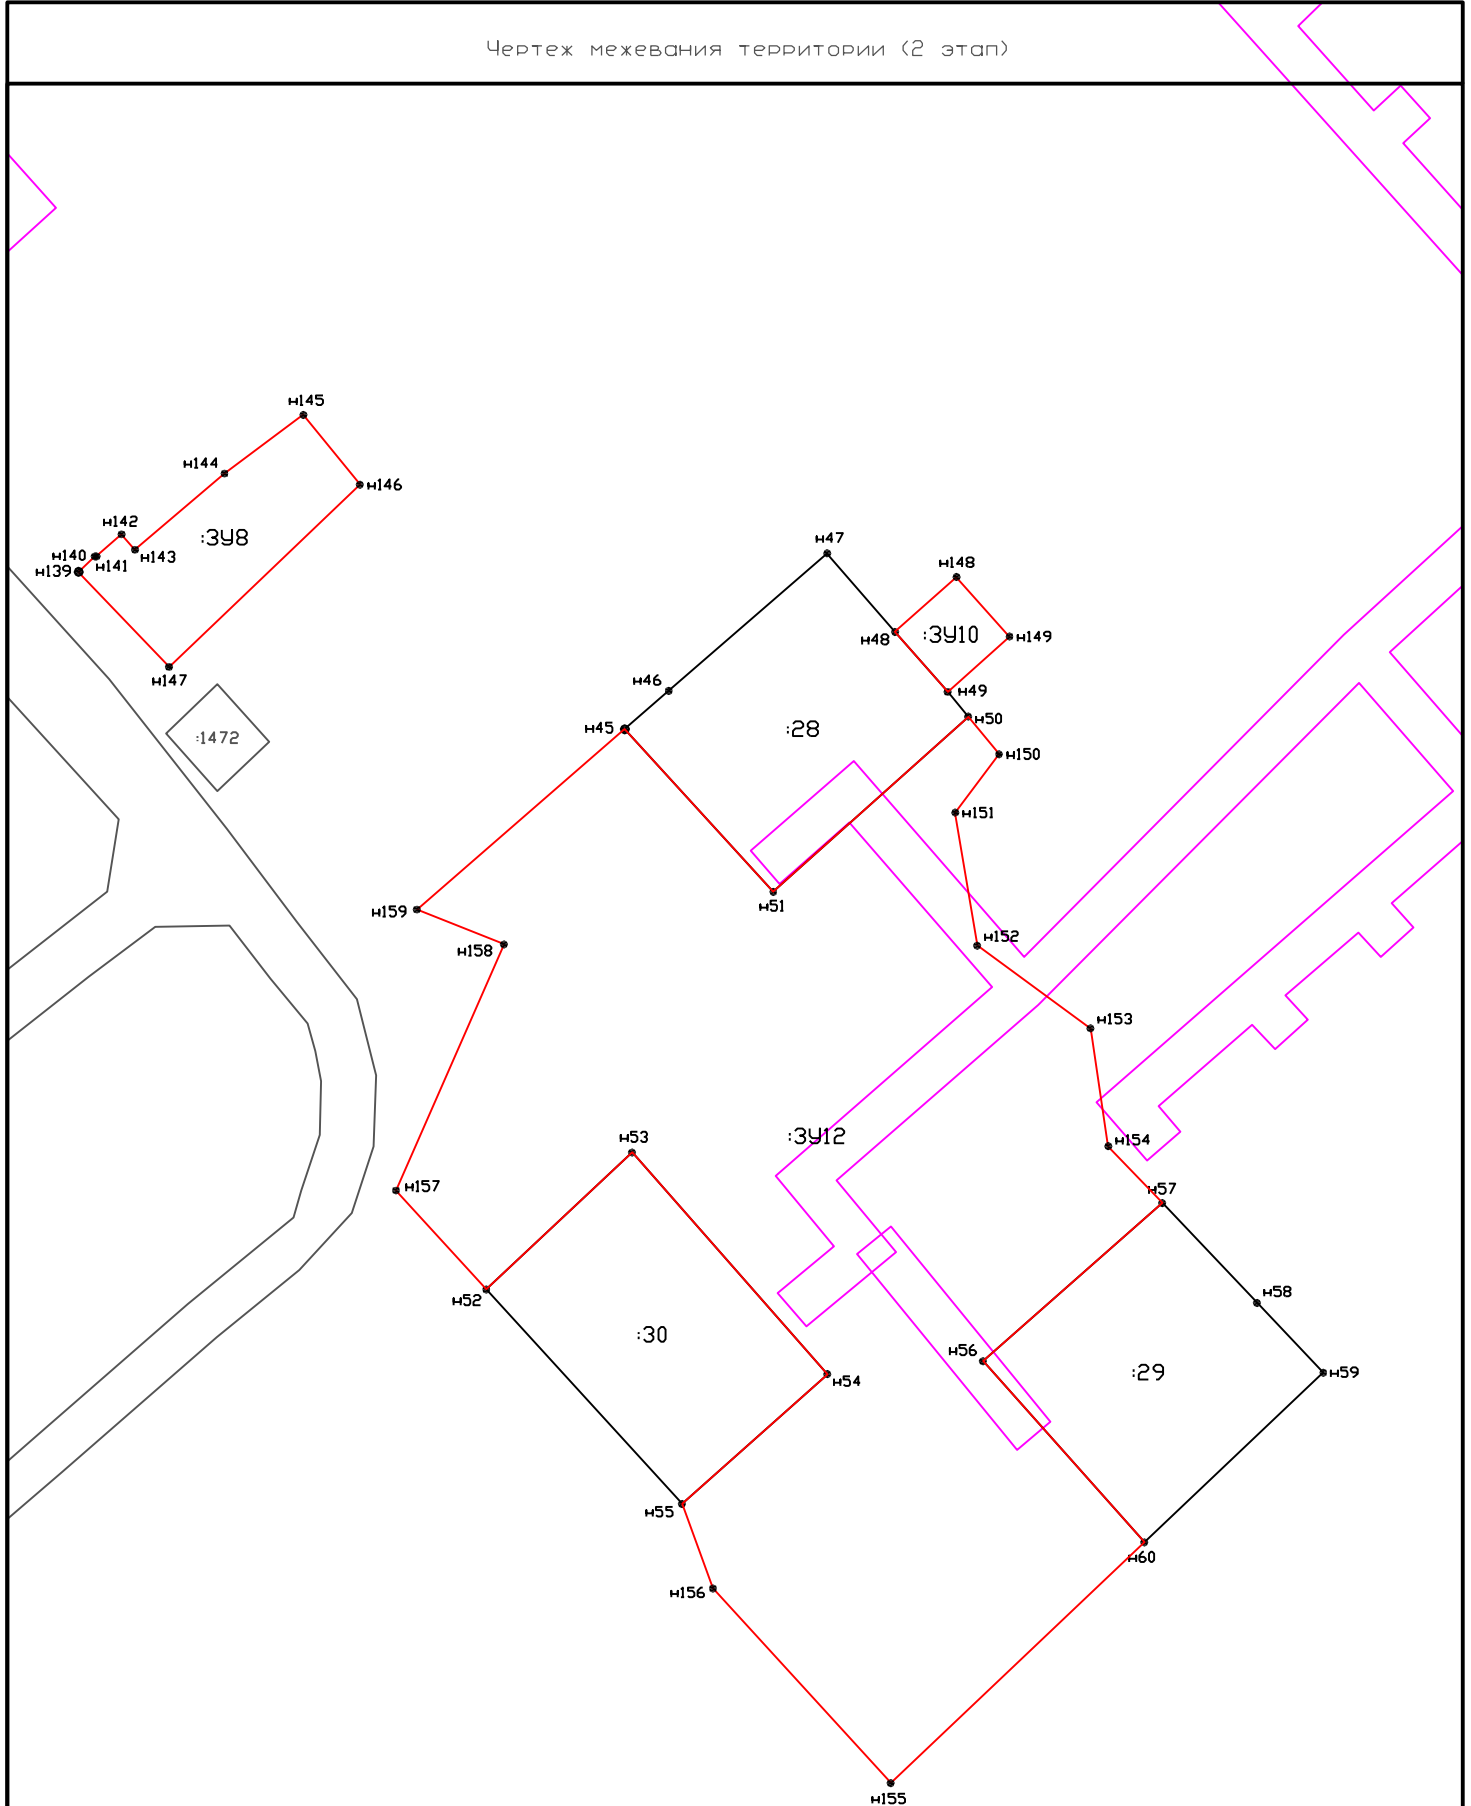 Чертеж межевания территории (2 этап)
н145
н144
н146
н142
:ЗУ8
н140
н143
н141
н139
н47
н148
:ЗУ10
н149
н48
н147
н46
н49
н50
н45
:28
:1472
н150
н151
н51
н159
н152
н158
н153
:ЗУ12
н53
н154
н157
н57
н58
н52
:30
н56
:29
н59
н54
н55
н60
н156
н155